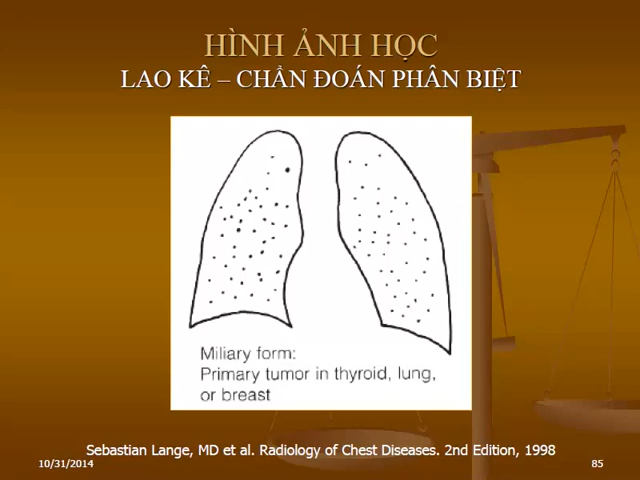 HÌNH ẢNH HỌC
LAO KÊ – CHẨN ĐOÁN PHÂN BIỆT
Miliary form:
Primary tumor in thyroid, lung,
or breast
Sebastian Lange, MD et al. Radiology of Chest Diseases. 2nd Edition, 1998
10/31/2014
85